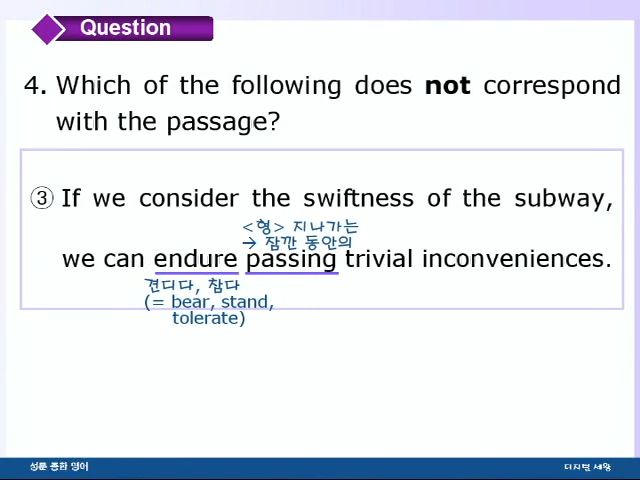 Question
4. Which of the following does not correspond
with the passage?
③ If we consider the swiftness of the subway,
<형> 지나가는
→ 잠깐 동안의
we can endure passing trivial inconveniences.
견디다, 참다
(= bear, stand,
tolerate)
성문 종합 영어
디지털 세왕